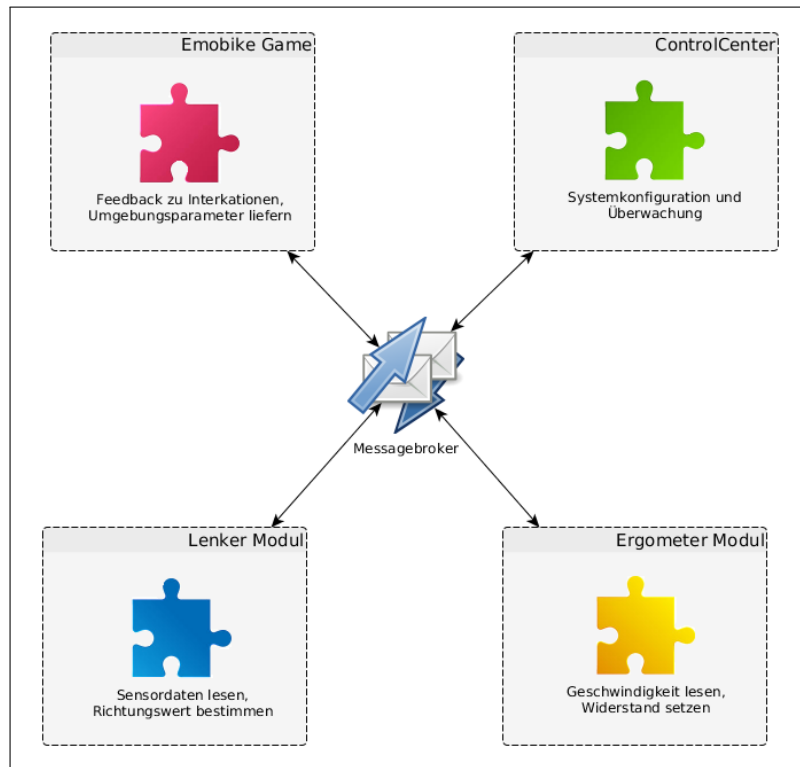 Emobike Game
Feedback zu Interkationen,
Umgebungsparameter liefern
ControlCenter
Systemkonfiguration und
Überwachung
Messagebroker
Lenker Modul
Sensordaten lesen,
Richtungswert bestimmen
Ergometer Modul
Geschwindigkeit lesen,
Widerstand setzen